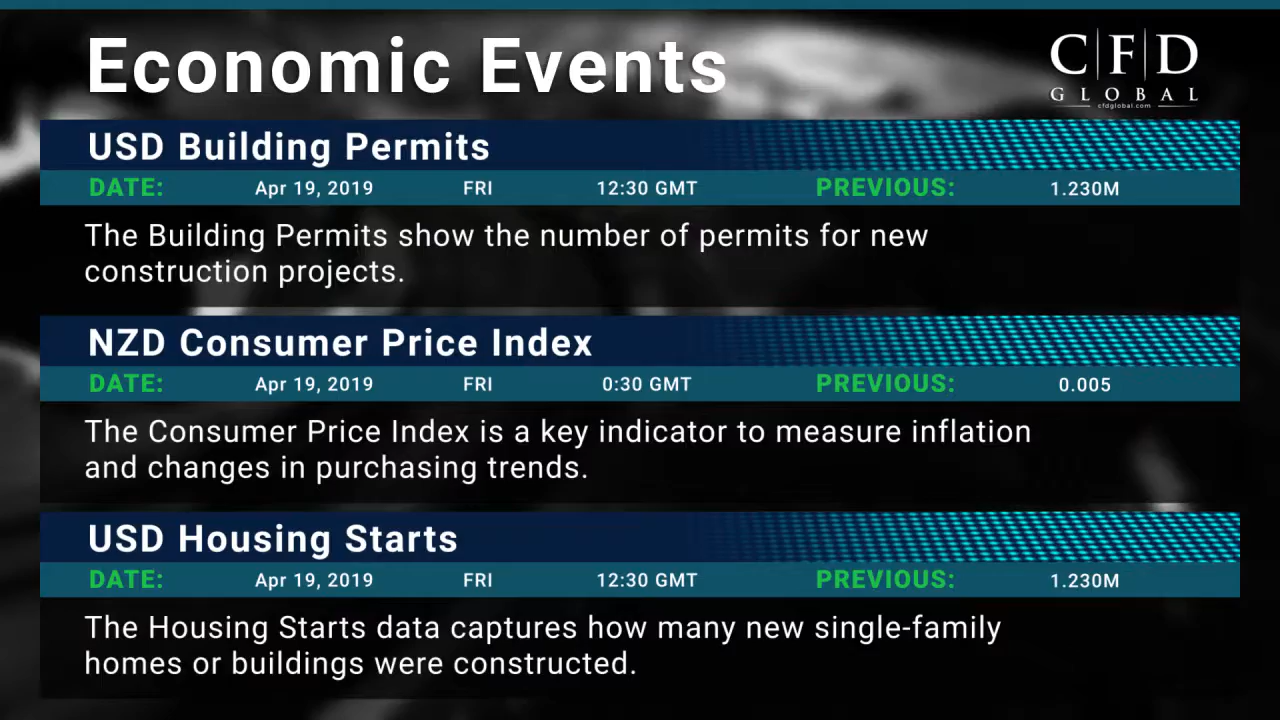 Economic Events
C|F|D
GLOBAL
cfdglobal.com
USD Building Permits
DATE: Apr 19, 2019 FRI 12:30 GMT PREVIOUS: 1.230M
The Building Permits show the number of permits for new
construction projects.
NZD Consumer Price Index
DATE: Apr 19, 2019 FRI 0:30 GMT PREVIOUS: 0.005
The Consumer Price Index is a key indicator to measure inflation
and changes in purchasing trends.
USD Housing Starts
DATE: Apr 19, 2019 FRI 12:30 GMT PREVIOUS: 1.230M
The Housing Starts data captures how many new single-family
homes or buildings were constructed.